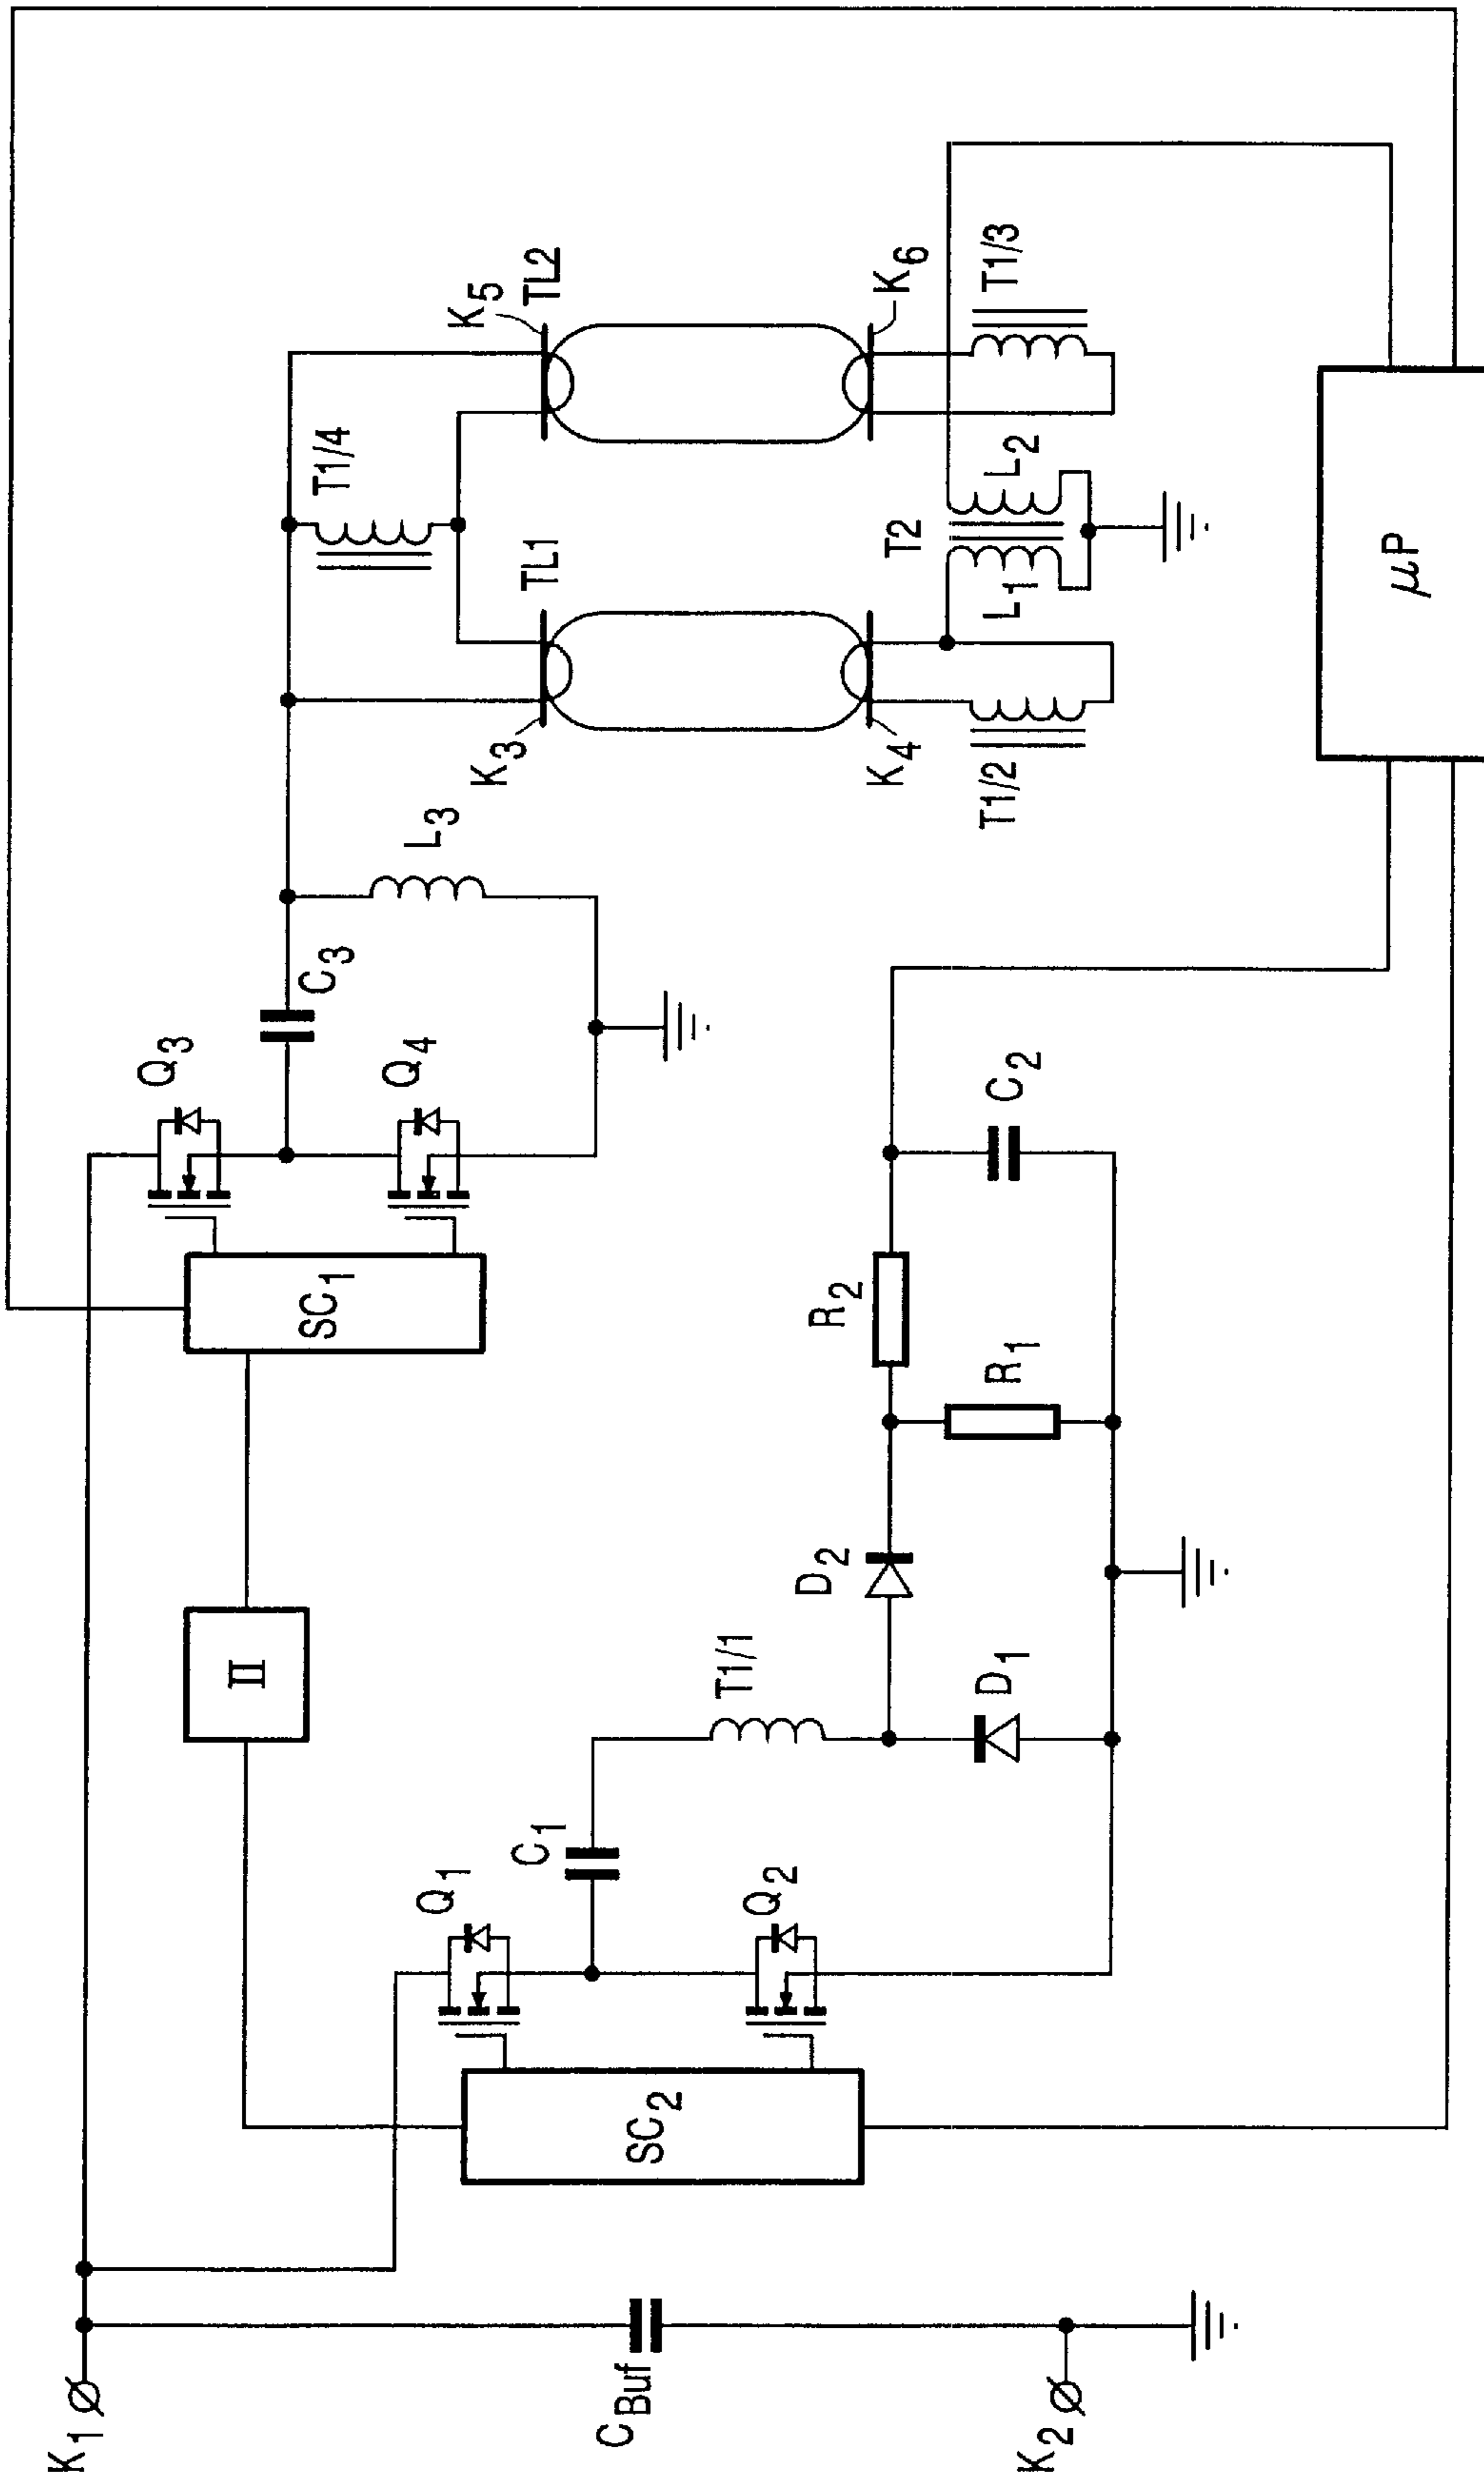 K1
K2
CBuf
SC2
Q1
Q2
C1
T1/1
D1
D2
R1
R2
C2
II
SC1
Q3
Q4
C3
L3
K3
TL1
K4
T1/2
T1/4
K5
TL2
K6
T1/3
T2
L1
L2
μP